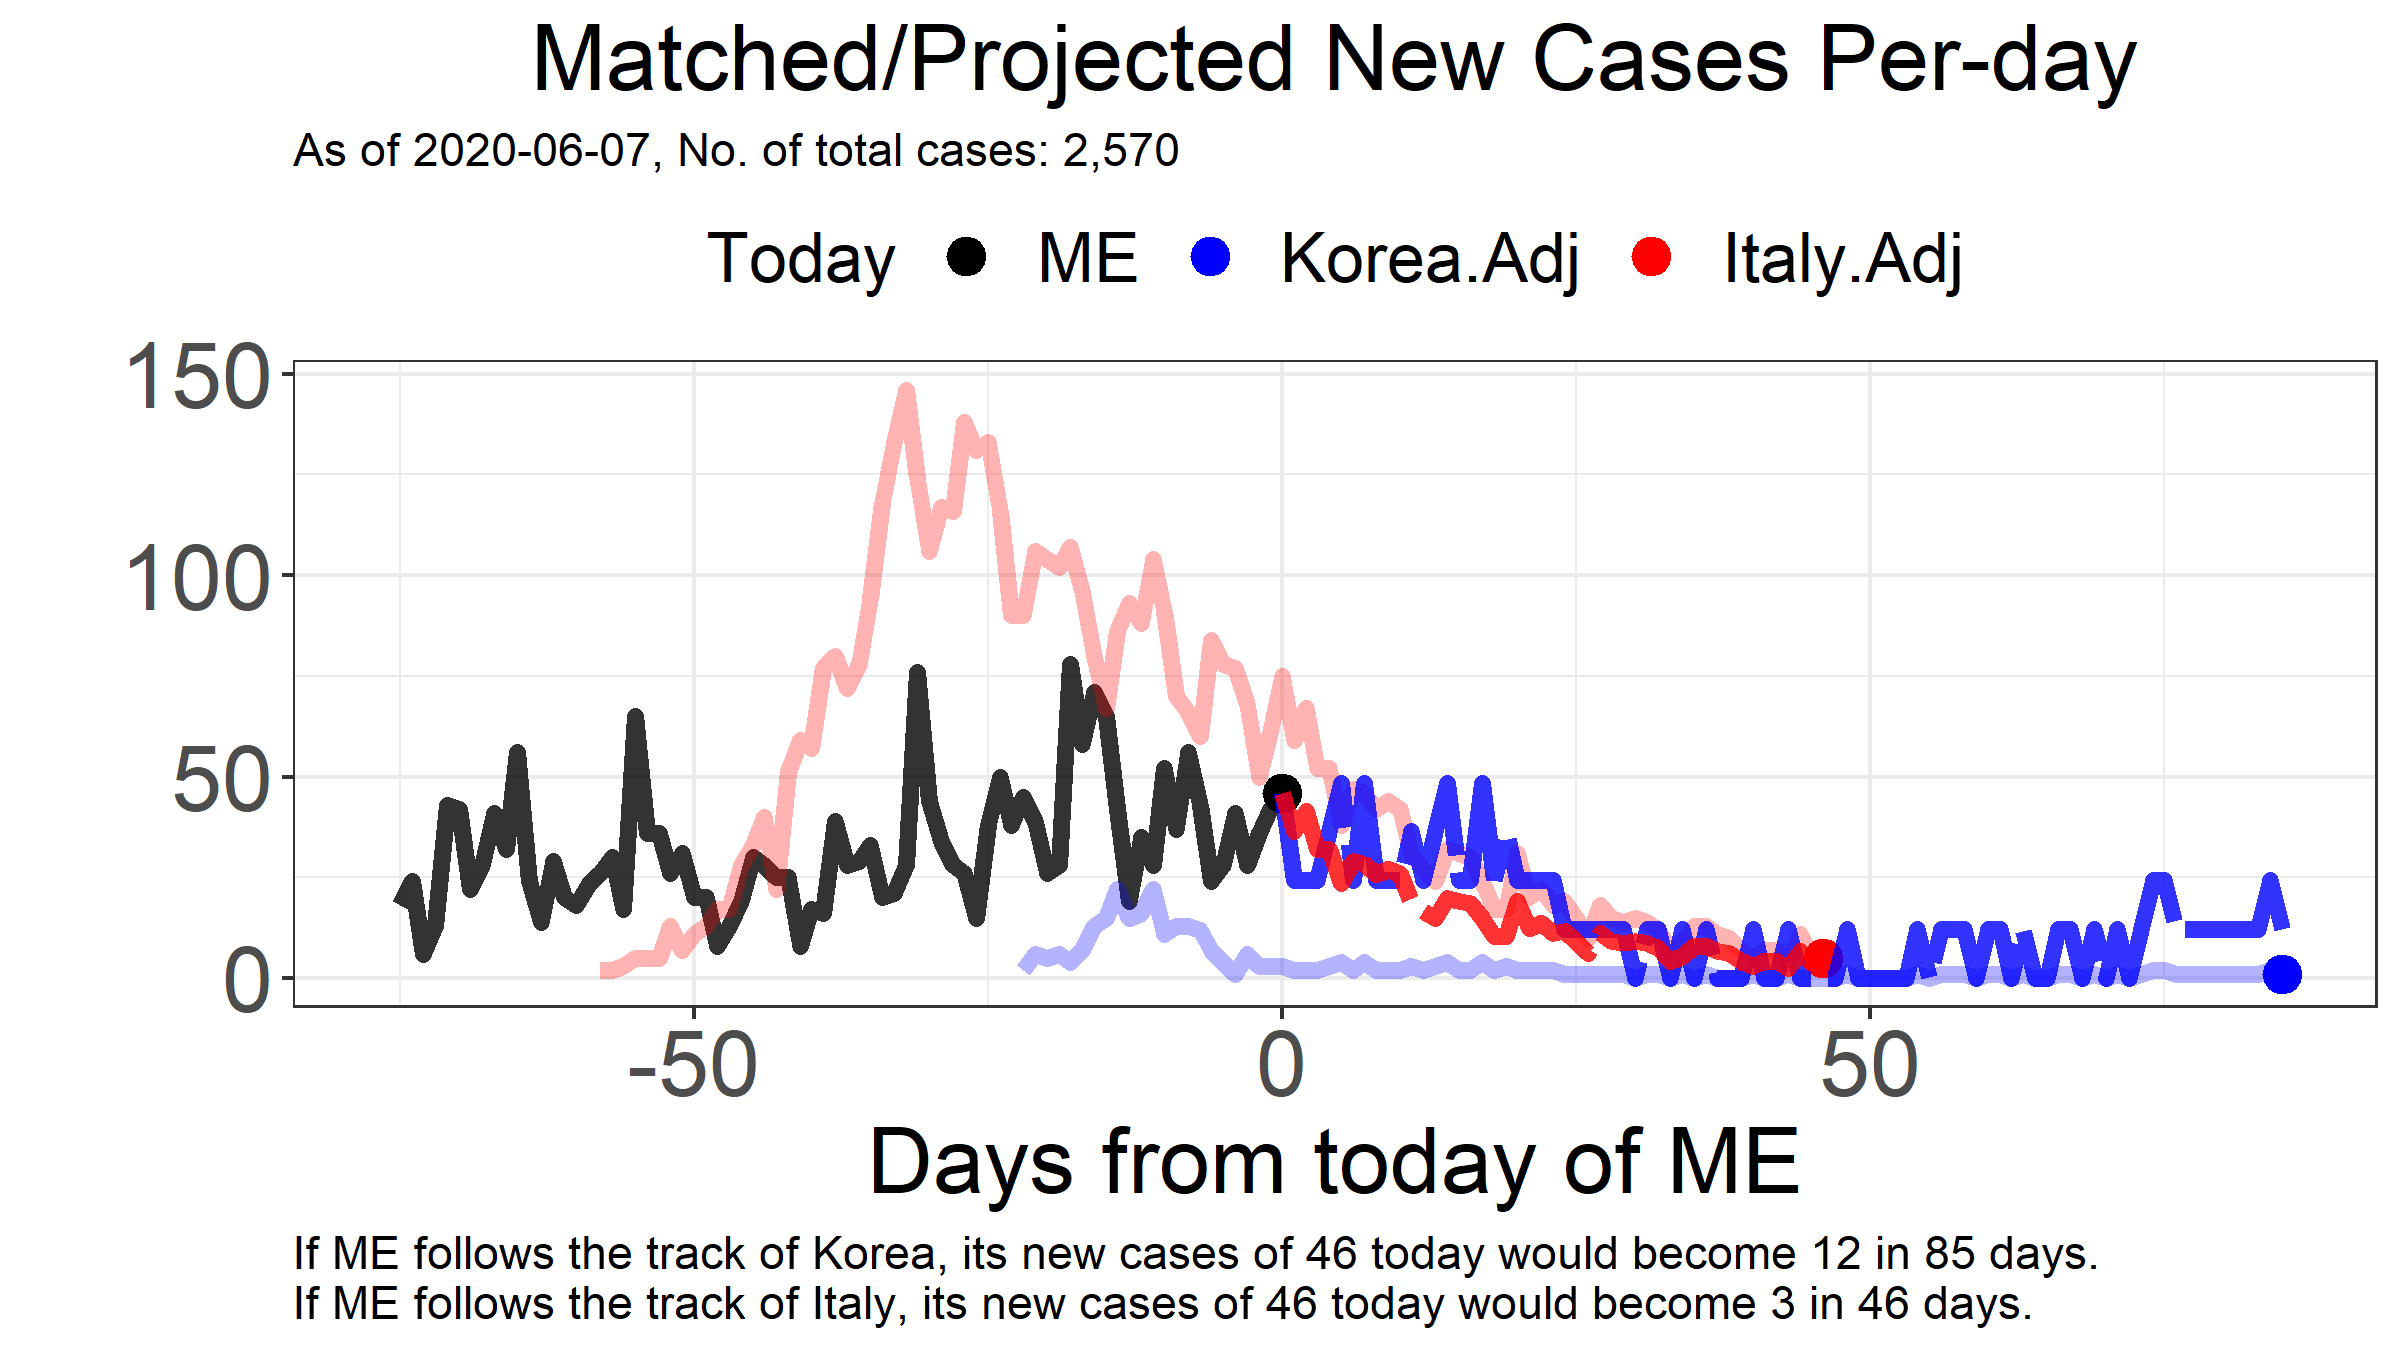 Matched/Projected New Cases Per-day
As of 2020-06-07, No. of total cases: 2,570
Today ME Korea.Adj Italy.Adj
150
100
50
0
-50 0 50
Days from today of ME
If ME follows the track of Korea, its new cases of 46 today would become 12 in 85 days.
If ME follows the track of Italy, its new cases of 46 today would become 3 in 46 days.